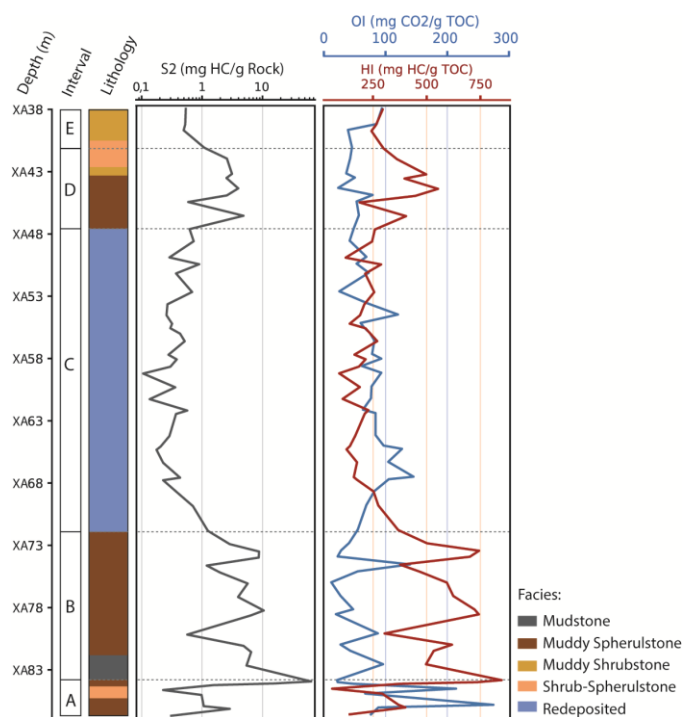 OI (mg CO2/g TOC)
0 100 200 300
Depth (m)
Interval
Lithology
S2 (mg HC/g Rock)
HI (mg HC/g TOC)
0,1 1 10
250 500 750
XA38
E
XA43
D
XA48
XA53
XA58
C
XA63
XA68
XA73
B
XA78
XA83
A
Facies:
Mudstone
Muddy Spherulstone
Muddy Shrubstone
Shrub-Spherulstone
Redeposited